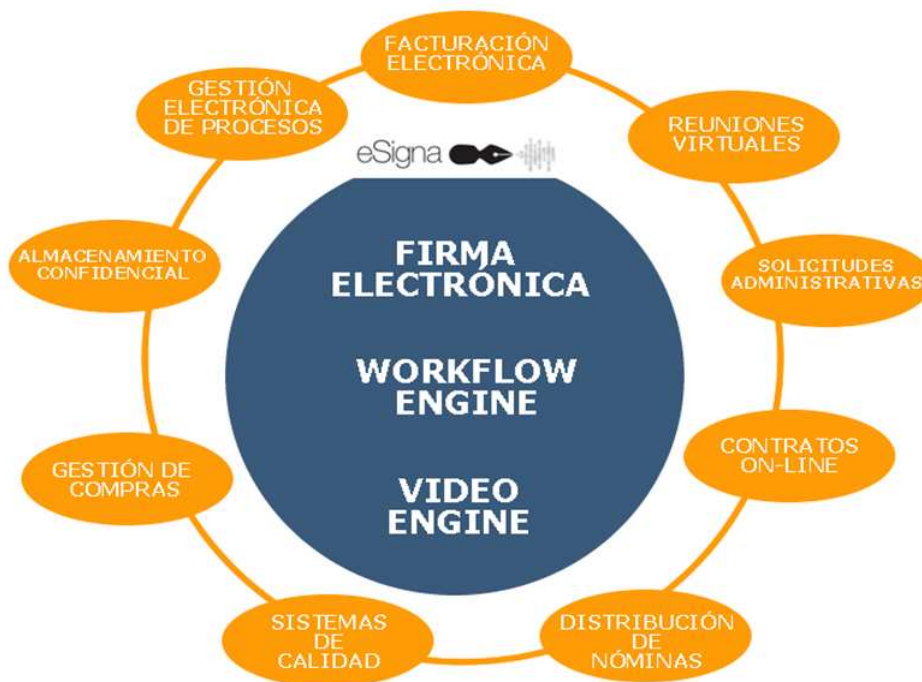 FACTURACIÓN
ELECTRÓNICA
REUNIONES
VIRTUALES
SOLICITUDES
ADMINISTRATIVAS
CONTRATOS
ON-LINE
DISTRIBUCIÓN
DE
NÓMINAS
SISTEMAS
DE
CALIDAD
GESTIÓN DE
COMPRAS
ALMACENAMIENTO
CONFIDENCIAL
GESTIÓN
ELECTRÓNICA
DE PROCESOS
eSigna
FIRMA
ELECTRÓNICA
WORKFLOW
ENGINE
VIDEO
ENGINE